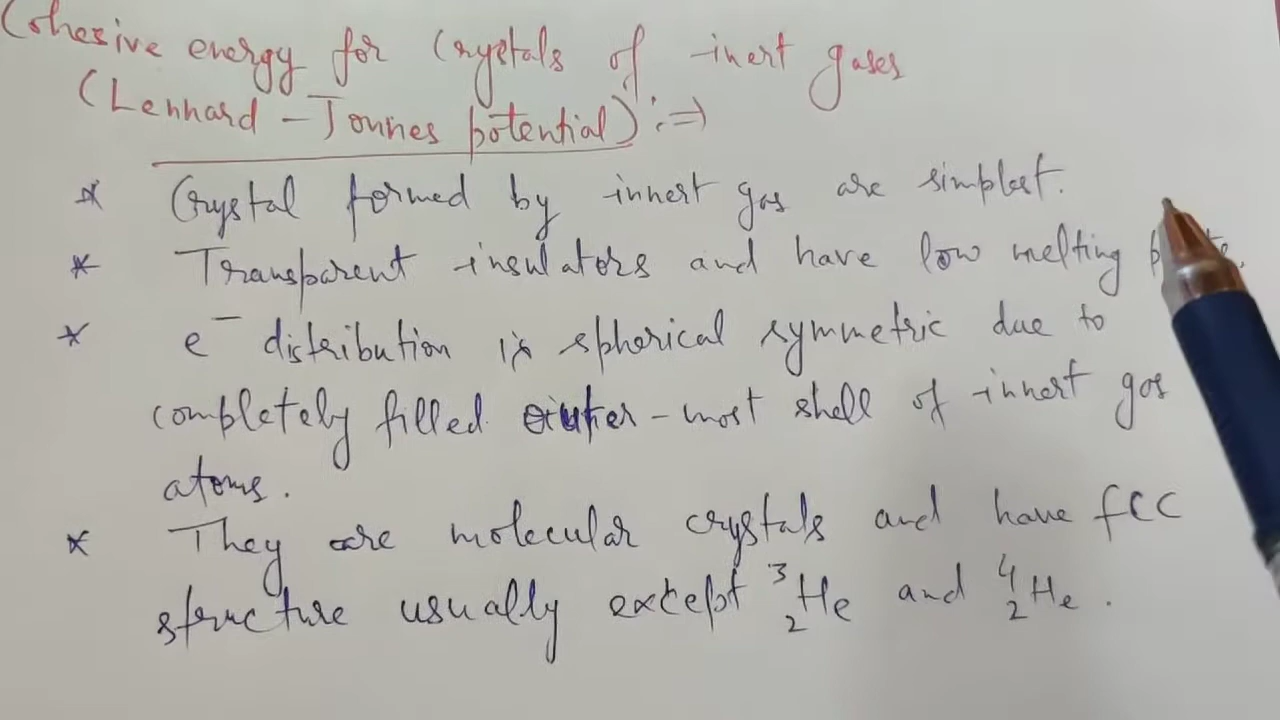 Cohesive energy for Crystals of inert gases
(Lennard - Jonnes potential) :⇒
* Crystal formed by innert gas are simplest.
* Transparent insulators and have low melting
* e⁻ distribution is spherical symmetric due to
completely filled outer-most shell of innert gas
atoms.
* They are molecular crystals and have fCC
structure usually except ³₂He and ⁴₂He.